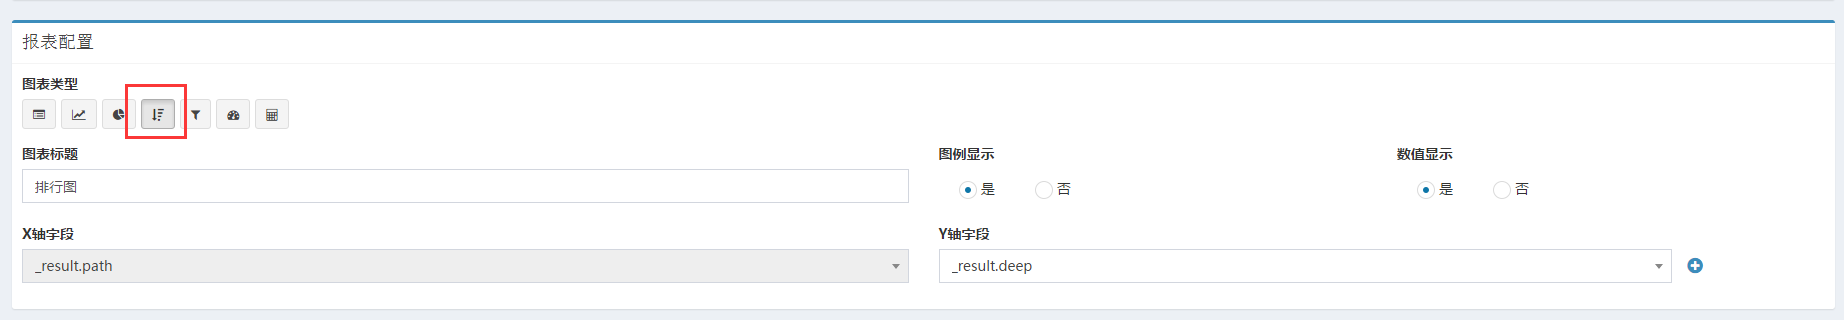 报表配置
图表类型
图表标题
图例显示
数值显示
排行图
是
否
是
否
X轴字段
Y轴字段
_result.path
_result.deep